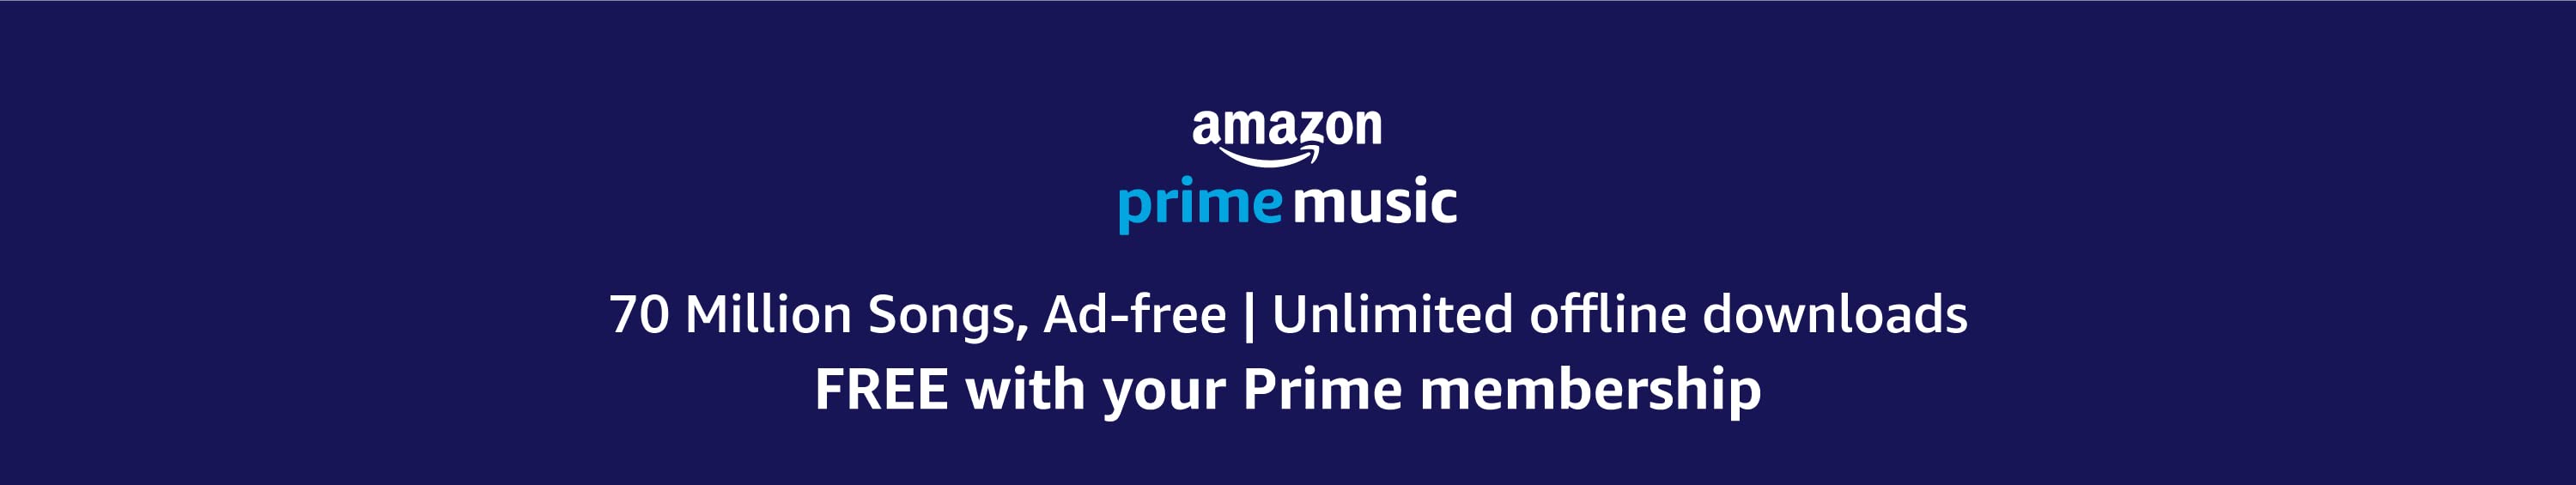 amazon
prime music
70 Million Songs, Ad-free | Unlimited offline downloads
FREE with your Prime membership